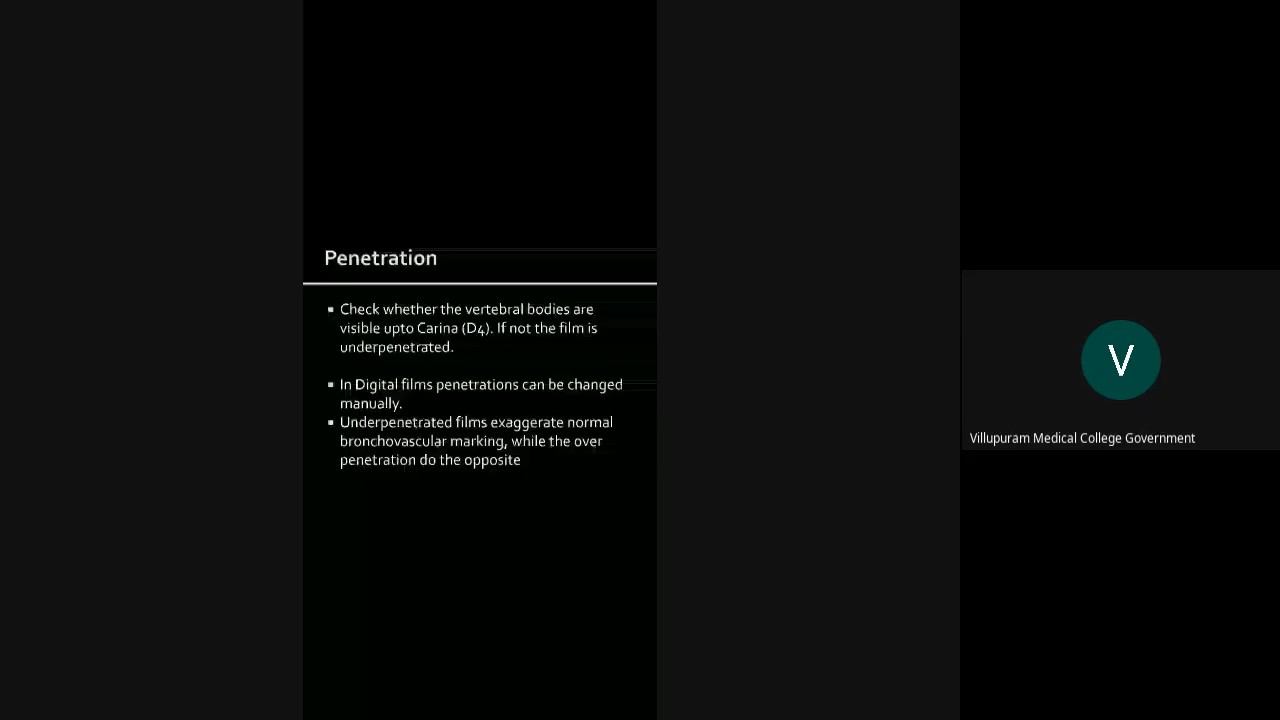 Penetration
▪ Check whether the vertebral bodies are
visible upto Carina (D4). If not the film is
underpenetrated.
▪ In Digital films penetrations can be changed
manually.
▪ Underpenetrated films exaggerate normal
bronchovascular marking, while the over
penetration do the opposite
V
Villupuram Medical College Government